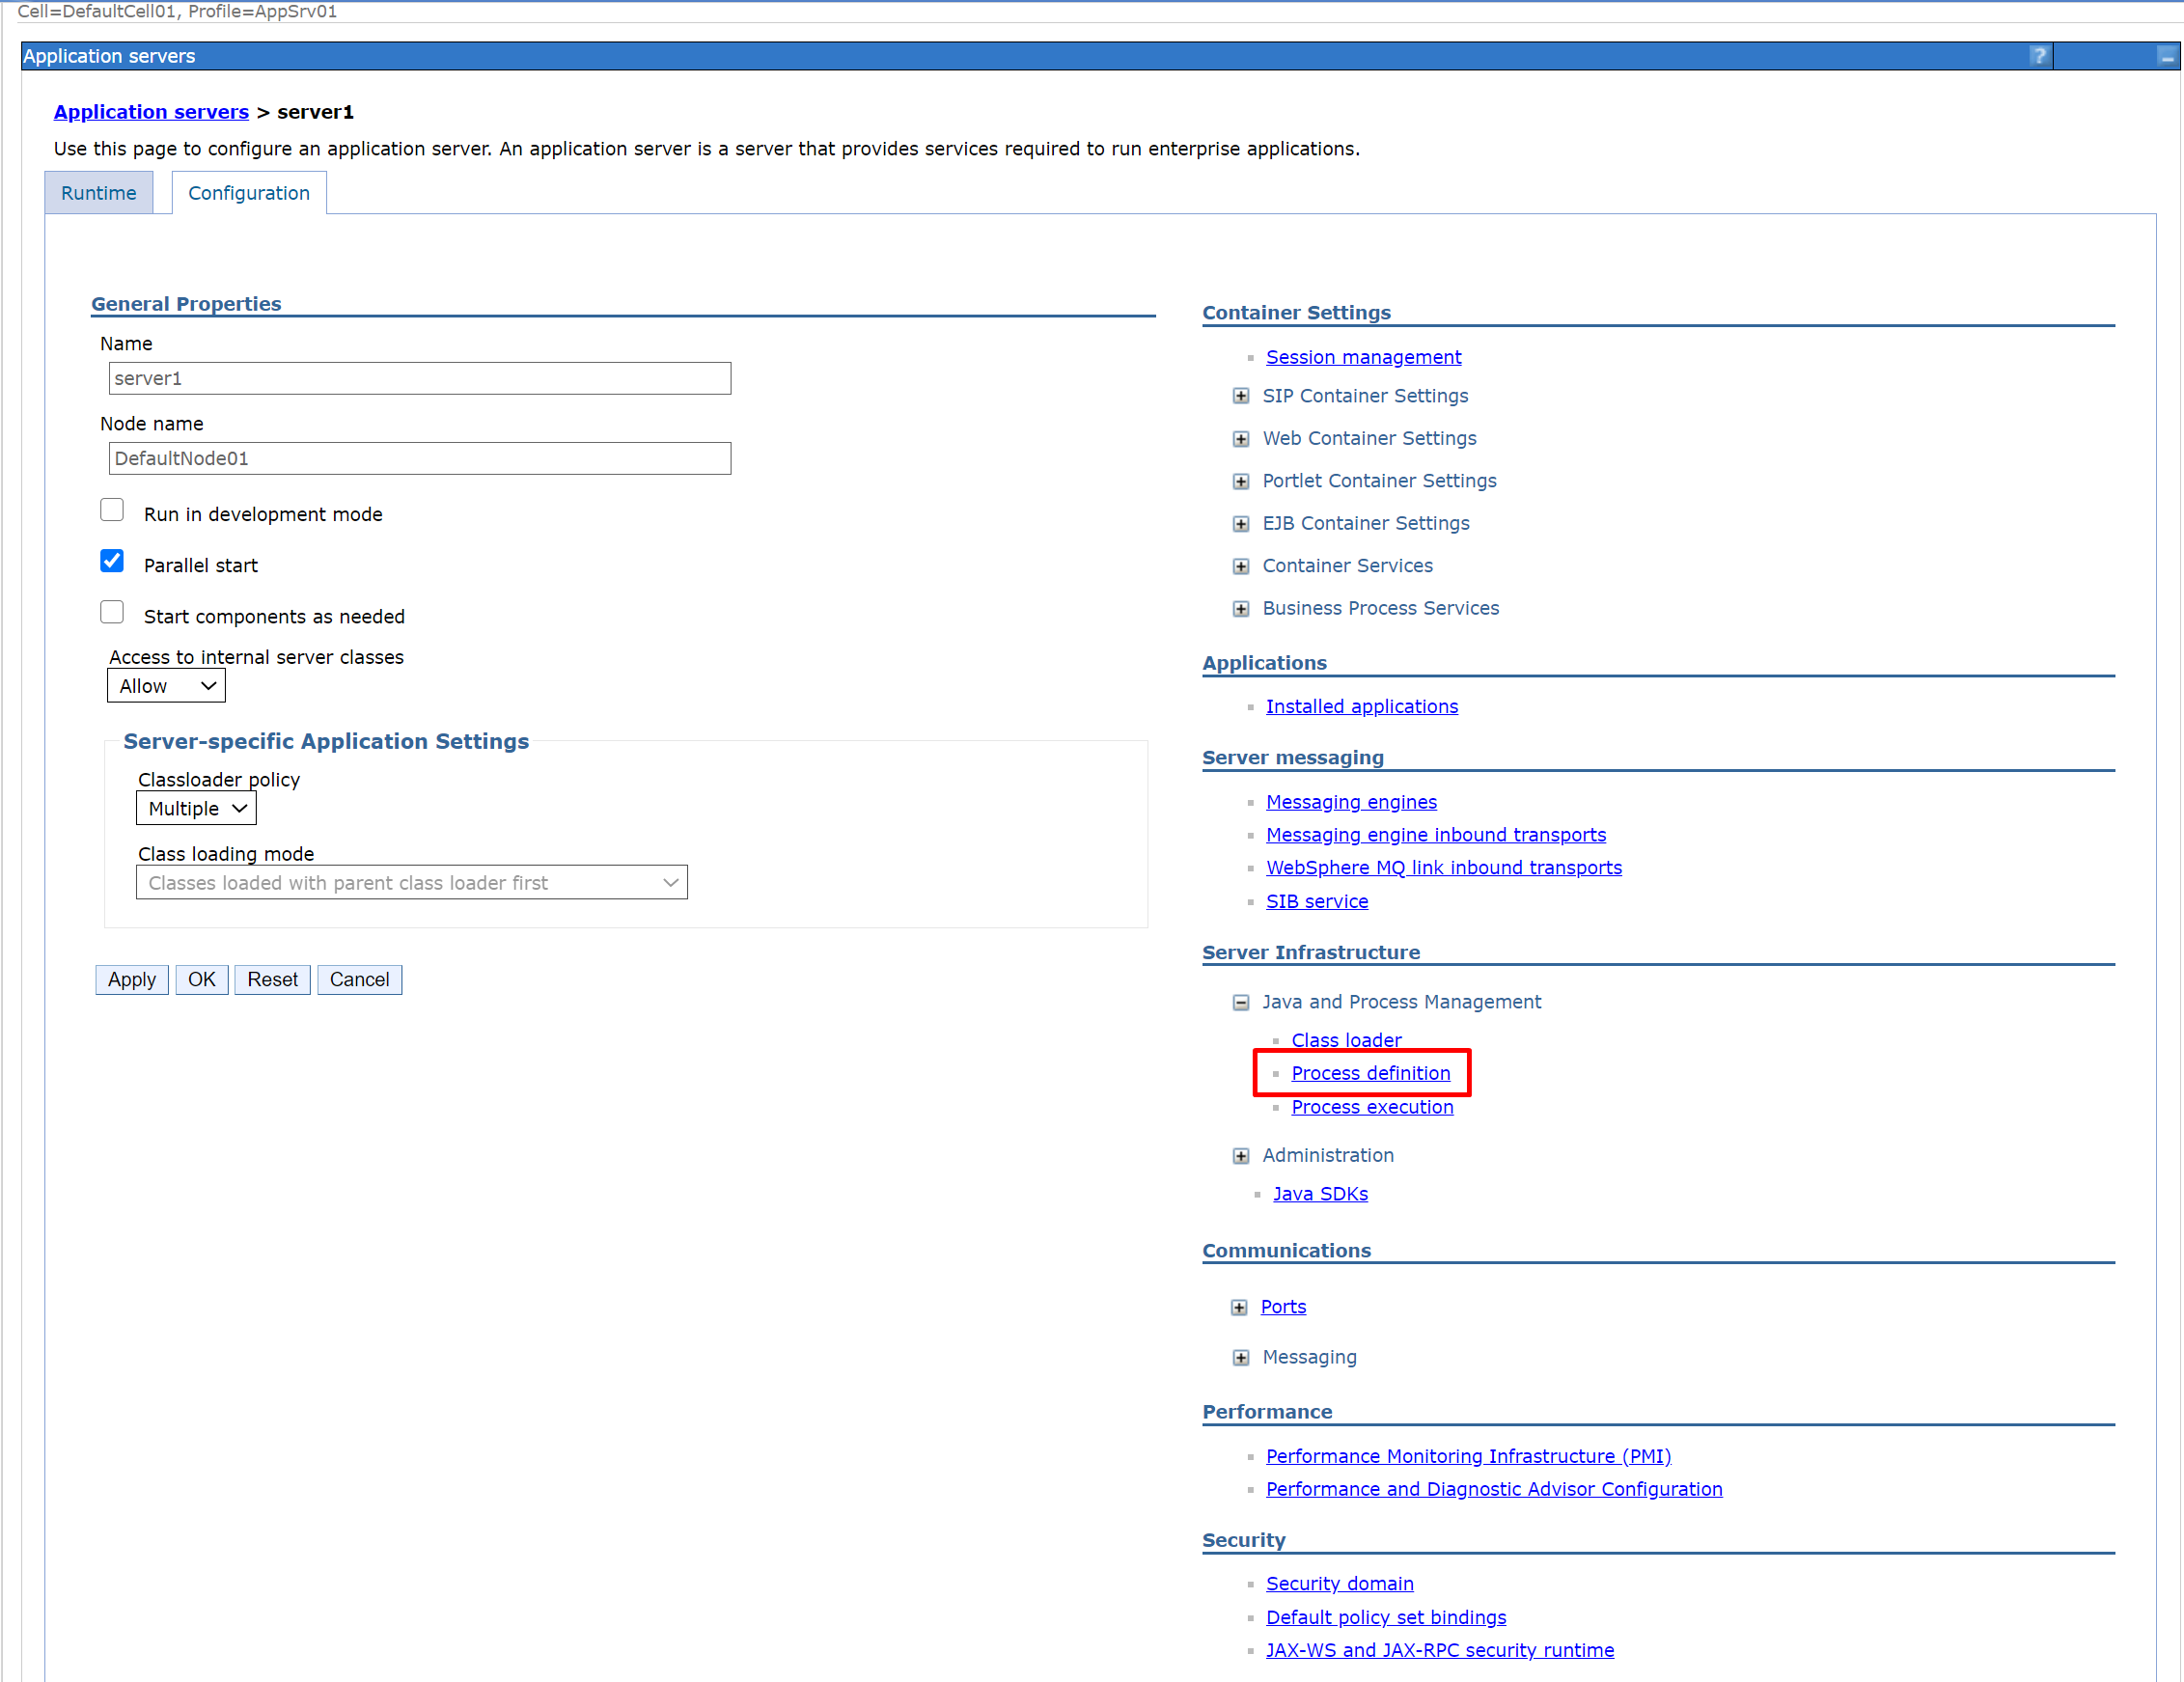 Cell=DefaultCell01, Profile=AppSrv01
Application servers
?
Application servers > server1
Use this page to configure an application server. An application server is a server that provides services required to run enterprise applications.
Runtime
Configuration
General Properties
Name
server1
Node name
DefaultNode01
Run in development mode
Parallel start
Start components as needed
Access to internal server classes
Allow
Server-specific Application Settings
Classloader policy
Multiple
Class loading mode
Classes loaded with parent class loader first
Apply
OK
Reset
Cancel
Container Settings
Session management
SIP Container Settings
Web Container Settings
Portlet Container Settings
EJB Container Settings
Container Services
Business Process Services
Applications
Installed applications
Server messaging
Messaging engines
Messaging engine inbound transports
WebSphere MQ link inbound transports
SIB service
Server Infrastructure
Java and Process Management
Class loader
Process definition
Process execution
Administration
Java SDKs
Communications
Ports
Messaging
Performance
Performance Monitoring Infrastructure (PMI)
Performance and Diagnostic Advisor Configuration
Security
Security domain
Default policy set bindings
JAX-WS and JAX-RPC security runtime